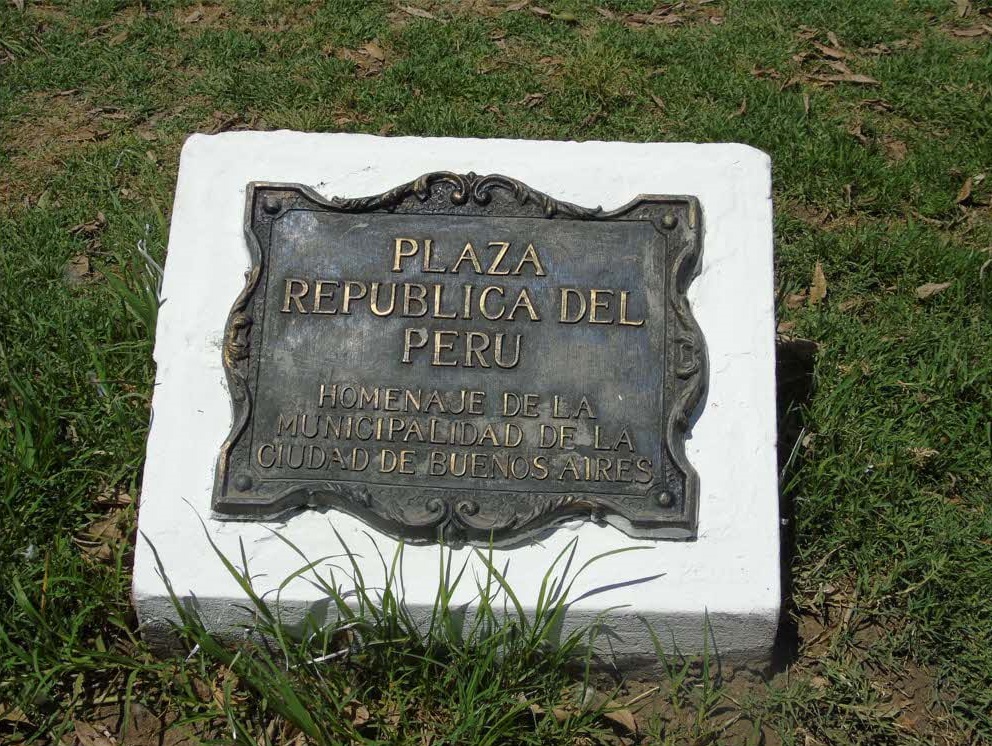 PLAZA
REPUBLICA DEL
PERU
HOMENAJE DE LA
MUNICIPALIDAD DE LA
CIUDAD DE BUENOS AIRES